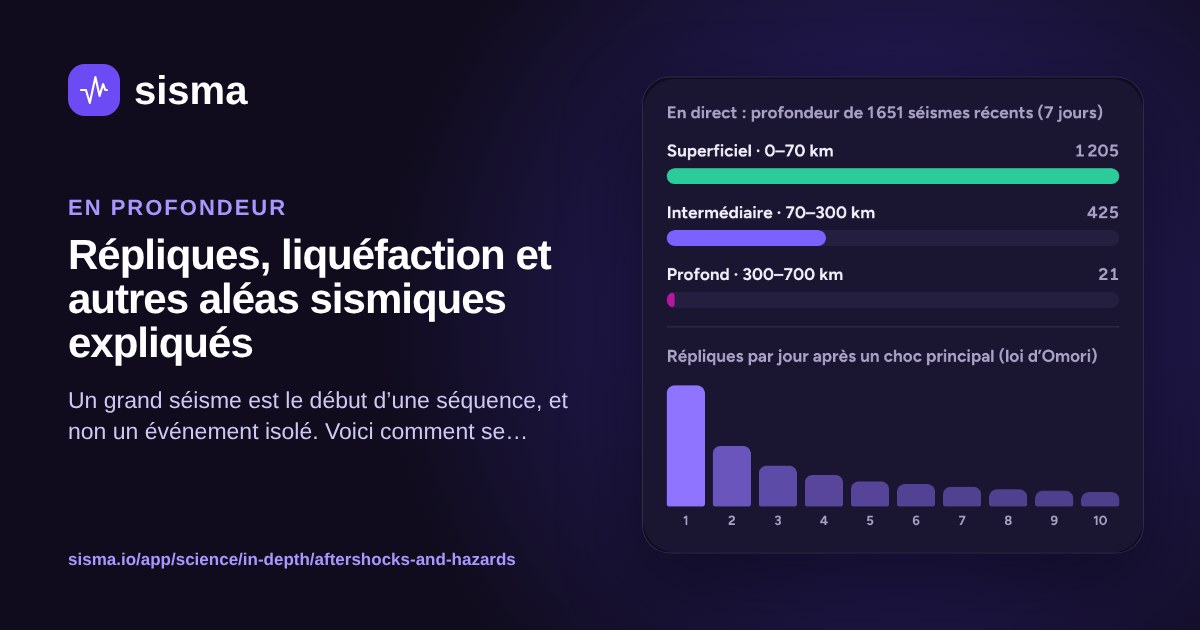 sisma
EN PROFONDEUR
Répliques, liquéfaction et
autres aléas sismiques
expliqués
Un grand séisme est le début d’une séquence, et
non un événement isolé. Voici comment se…
sisma.io/app/science/in-depth/aftershocks-and-hazards
En direct : profondeur de 1 651 séismes récents (7 jours)
Superficiel · 0–70 km 1 205
Intermédiaire · 70–300 km 425
Profond · 300–700 km 21
Répliques par jour après un choc principal (loi d’Omori)
1 2 3 4 5 6 7 8 9 10